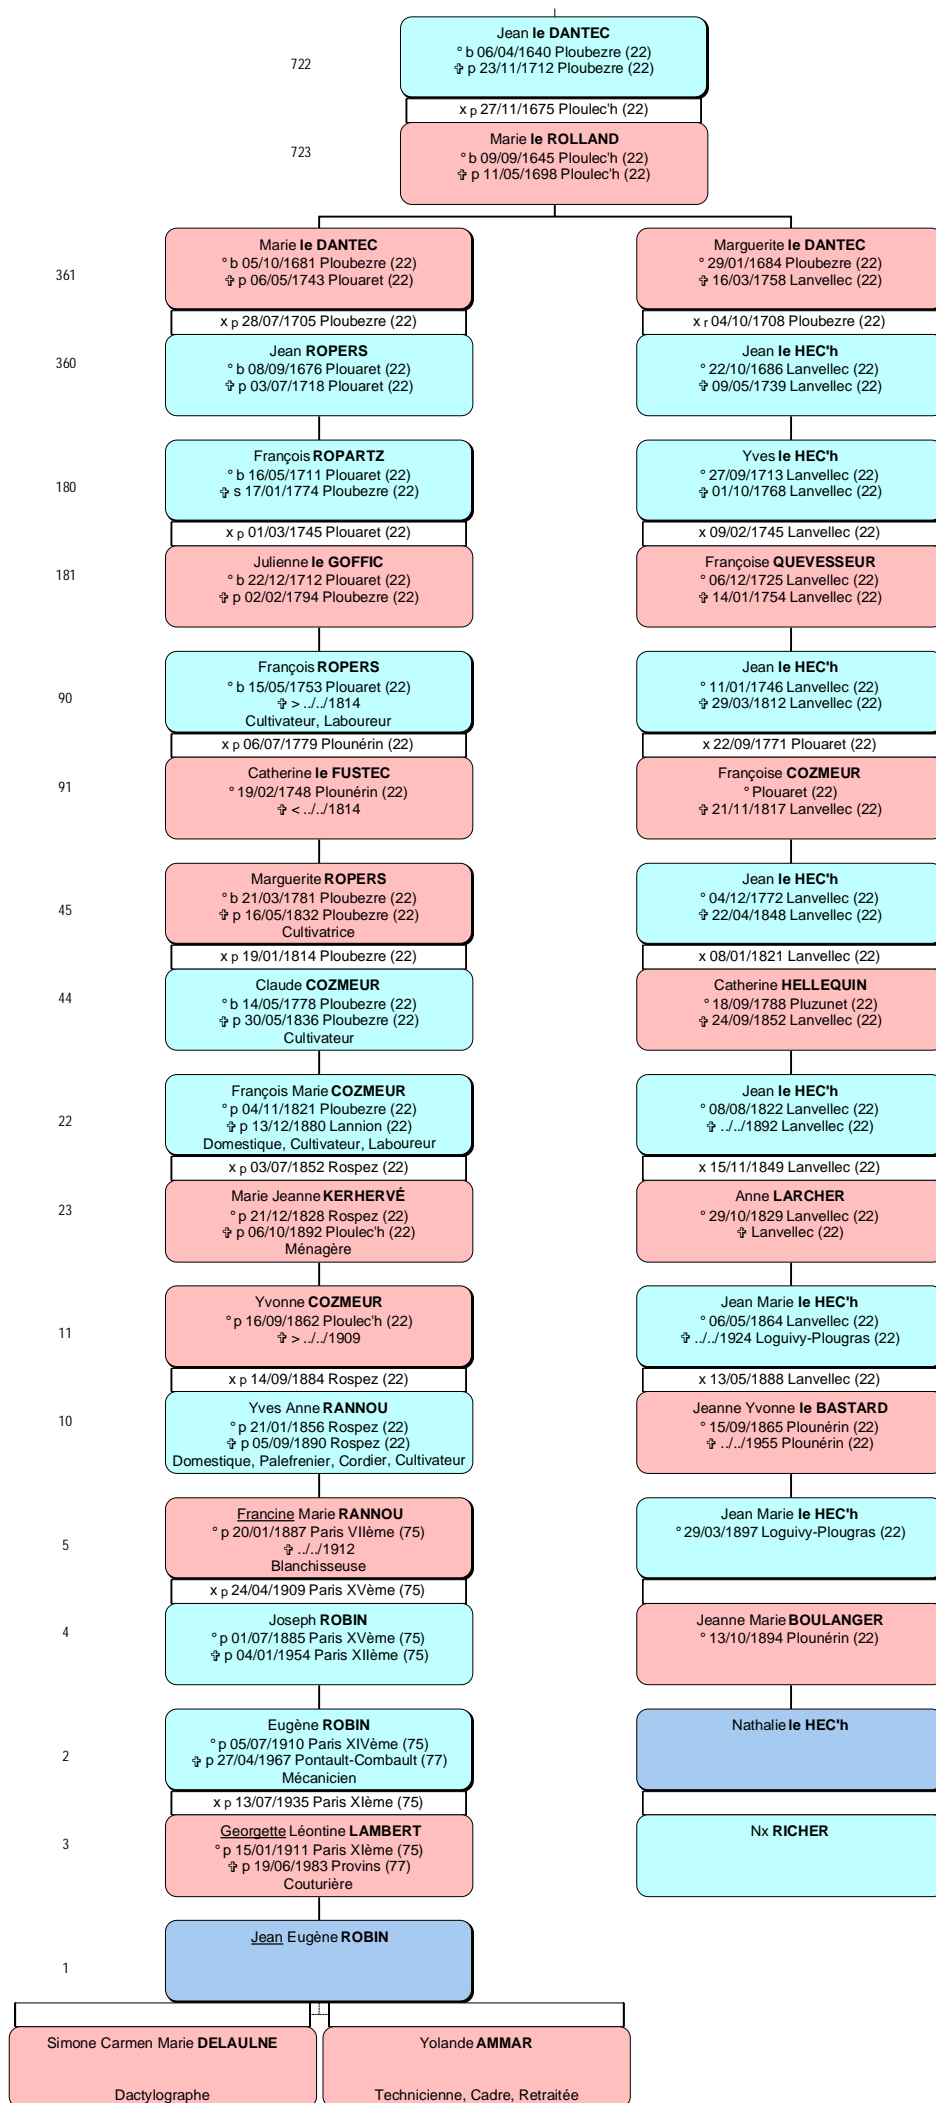 722
Jean le DANTEC
° b 06/04/1640 Ploubezre (22)
✞ p 23/11/1712 Ploubezre (22)
x p 27/11/1675 Ploulec'h (22)
723
Marie le ROLLAND
° b 09/09/1645 Ploulec'h (22)
✞ p 11/05/1698 Ploulec'h (22)
361
Marie le DANTEC
° b 05/10/1681 Ploubezre (22)
✞ p 06/05/1743 Plouaret (22)
x p 28/07/1705 Ploubezre (22)
Marguerite le DANTEC
° 29/01/1684 Ploubezre (22)
✞ 16/03/1758 Lanvellec (22)
x r 04/10/1708 Ploubezre (22)
360
Jean ROPERS
° b 08/09/1676 Plouaret (22)
✞ p 03/07/1718 Plouaret (22)
Jean le HEC'h
° 22/10/1686 Lanvellec (22)
✞ 09/05/1739 Lanvellec (22)
180
François ROPARTZ
° b 16/05/1711 Plouaret (22)
✞ s 17/01/1774 Ploubezre (22)
x p 01/03/1745 Plouaret (22)
Yves le HEC'h
° 27/09/1713 Lanvellec (22)
✞ 01/10/1768 Lanvellec (22)
x 09/02/1745 Lanvellec (22)
181
Julienne le GOFFIC
° b 22/12/1712 Plouaret (22)
✞ p 02/02/1794 Ploubezre (22)
Françoise QUEVESSEUR
° 06/12/1725 Lanvellec (22)
✞ 14/01/1754 Lanvellec (22)
90
François ROPERS
° b 15/05/1753 Plouaret (22)
✞ > ../../1814
Cultivateur, Laboureur
x p 06/07/1779 Plounérin (22)
Jean le HEC'h
° 11/01/1746 Lanvellec (22)
✞ 29/03/1812 Lanvellec (22)
x 22/09/1771 Plouaret (22)
91
Catherine le FUSTEC
° 19/02/1748 Plounérin (22)
✞ < ../../1814
Françoise COZMEUR
° Plouaret (22)
✞ 21/11/1817 Lanvellec (22)
45
Marguerite ROPERS
° b 21/03/1781 Ploubezre (22)
✞ p 16/05/1832 Ploubezre (22)
Cultivatrice
x p 19/01/1814 Ploubezre (22)
Jean le HEC'h
° 04/12/1772 Lanvellec (22)
✞ 22/04/1848 Lanvellec (22)
x 08/01/1821 Lanvellec (22)
44
Claude COZMEUR
° b 14/05/1778 Ploubezre (22)
✞ p 30/05/1836 Ploubezre (22)
Cultivateur
Catherine HELLEQUIN
° 18/09/1788 Pluzunet (22)
✞ 24/09/1852 Lanvellec (22)
22
François Marie COZMEUR
° p 04/11/1821 Ploubezre (22)
✞ p 13/12/1880 Lannion (22)
Domestique, Cultivateur, Laboureur
x p 03/07/1852 Rospez (22)
Jean le HEC'h
° 08/08/1822 Lanvellec (22)
✞ ../../1892 Lanvellec (22)
x 15/11/1849 Lanvellec (22)
23
Marie Jeanne KERHERVÉ
° p 21/12/1828 Rospez (22)
✞ p 06/10/1892 Ploulec'h (22)
Ménagère
Anne LARCHER
° 29/10/1829 Lanvellec (22)
✞ Lanvellec (22)
11
Yvonne COZMEUR
° p 16/09/1862 Ploulec'h (22)
✞ > ../../1909
x p 14/09/1884 Rospez (22)
Jean Marie le HEC'h
° 06/05/1864 Lanvellec (22)
✞ ../../1924 Loguivy-Plougras (22)
x 13/05/1888 Lanvellec (22)
10
Yves Anne RANNOU
° p 21/01/1856 Rospez (22)
✞ p 05/09/1890 Rospez (22)
Domestique, Palefrenier, Cordier, Cultivateur
Jeanne Yvonne le BASTARD
° 15/09/1865 Plounérin (22)
✞ ../../1955 Plounérin (22)
5
Francine Marie RANNOU
° p 20/01/1887 Paris VIIème (75)
✞ ../../1912
Blanchisseuse
x p 24/04/1909 Paris XVème (75)
Jean Marie le HEC'h
° 29/03/1897 Loguivy-Plougras (22)
4
Joseph ROBIN
° p 01/07/1885 Paris XVème (75)
✞ p 04/01/1954 Paris XIIème (75)
Jeanne Marie BOULANGER
° 13/10/1894 Plounérin (22)
2
Eugène ROBIN
° p 05/07/1910 Paris XIVème (75)
✞ p 27/04/1967 Pontault-Combault (77)
Mécanicien
x p 13/07/1935 Paris XIème (75)
Nathalie le HEC'h
3
Georgette Léontine LAMBERT
° p 15/01/1911 Paris XIème (75)
✞ p 19/06/1983 Provins (77)
Couturière
Nx RICHER
1
Jean Eugène ROBIN
Simone Carmen Marie DELAULNE
Dactylographe
Yolande AMMAR
Technicienne, Cadre, Retraitée